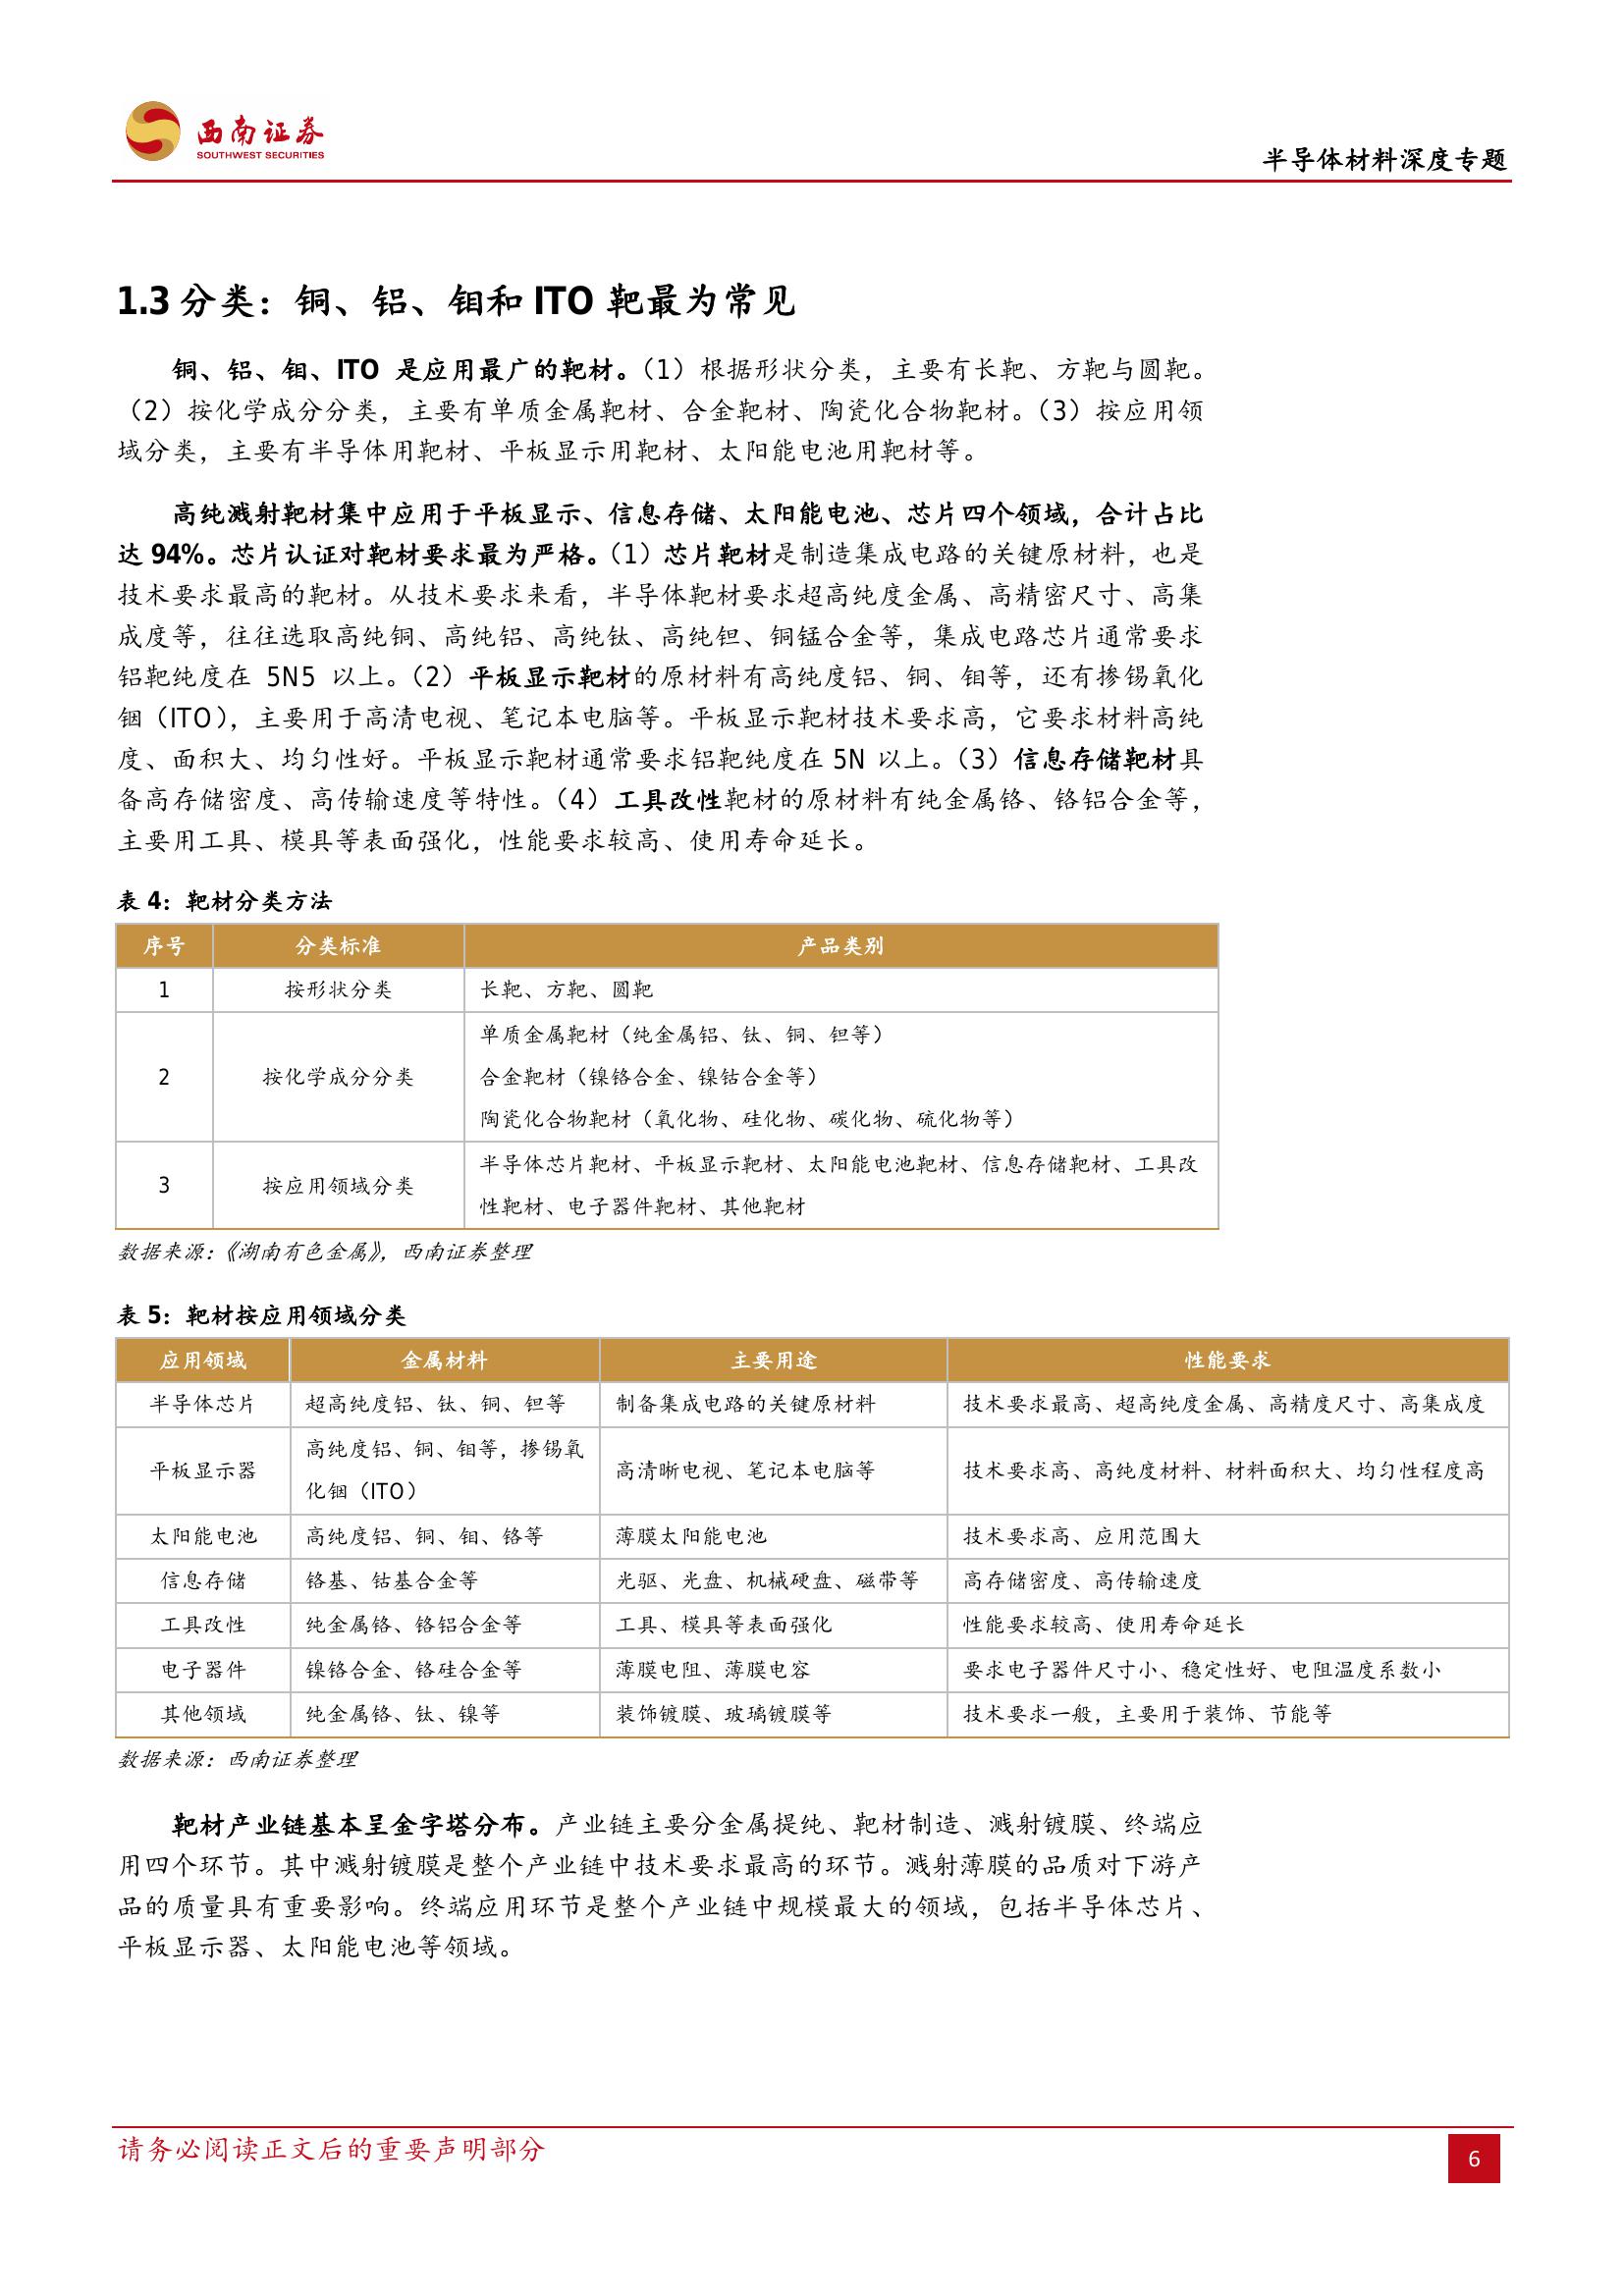 西南证券
SOUTHWEST SECURITIES
半导体材料深度专题
1.3 分类：铜、铝、钼和 ITO 靶最为常见
铜、铝、钼、ITO 是应用最广的靶材。（1）根据形状分类，主要有长靶、方靶与圆靶。
（2）按化学成分分类，主要有单质金属靶材、合金靶材、陶瓷化合物靶材。（3）按应用领
域分类，主要有半导体用靶材、平板显示用靶材、太阳能电池用靶材等。
高纯溅射靶材集中应用于平板显示、信息存储、太阳能电池、芯片四个领域，合计占比
达 94%。芯片认证对靶材要求最为严格。（1）芯片靶材是制造集成电路的关键原材料，也是
技术要求最高的靶材。从技术要求来看，半导体靶材要求超高纯度金属、高精密尺寸、高集
成度等，往往选取高纯铜、高纯铝、高纯钛、高纯钽、铜锰合金等，集成电路芯片通常要求
铝靶纯度在 5N5 以上。（2）平板显示靶材的原材料有高纯度铝、铜、钼等，还有掺锡氧化
铟（ITO），主要用于高清电视、笔记本电脑等。平板显示靶材技术要求高，它要求材料高纯
度、面积大、均匀性好。平板显示靶材通常要求铝靶纯度在 5N 以上。（3）信息存储靶材具
备高存储密度、高传输速度等特性。（4）工具改性靶材的原材料有纯金属铬、铬铝合金等，
主要用工具、模具等表面强化，性能要求较高、使用寿命延长。
表 4：靶材分类方法
序号 分类标准 产品类别
1 按形状分类 长靶、方靶、圆靶
单质金属靶材（纯金属铝、钛、铜、钽等）
2 按化学成分分类 合金靶材（镍铬合金、镍钴合金等）
陶瓷化合物靶材（氧化物、硅化物、碳化物、硫化物等）
3 按应用领域分类 半导体芯片靶材、平板显示靶材、太阳能电池靶材、信息存储靶材、工具改
性靶材、电子器件靶材、其他靶材
数据来源：《湖南有色金属》，西南证券整理
表 5：靶材按应用领域分类
应用领域 金属材料 主要用途 性能要求
半导体芯片 超高纯度铝、钛、铜、钽等 制备集成电路的关键原材料 技术要求最高、超高纯度金属、高精度尺寸、高集成度
平板显示器 高纯度铝、铜、钼等，掺锡氧
化铟（ITO） 高清晰电视、笔记本电脑等 技术要求高、高纯度材料、材料面积大、均匀性程度高
太阳能电池 高纯度铝、铜、钼、铬等 薄膜太阳能电池 技术要求高、应用范围大
信息存储 铬基、钴基合金等 光驱、光盘、机械硬盘、磁带等 高存储密度、高传输速度
工具改性 纯金属铬、铬铝合金等 工具、模具等表面强化 性能要求较高、使用寿命延长
电子器件 镍铬合金、铬硅合金等 薄膜电阻、薄膜电容 要求电子器件尺寸小、稳定性好、电阻温度系数小
其他领域 纯金属铬、钛、镍等 装饰镀膜、玻璃镀膜等 技术要求一般，主要用于装饰、节能等
数据来源：西南证券整理
靶材产业链基本呈金字塔分布。产业链主要分金属提纯、靶材制造、溅射镀膜、终端应
用四个环节。其中溅射镀膜是整个产业链中技术要求最高的环节。溅射薄膜的品质对下游产
品的质量具有重要影响。终端应用环节是整个产业链中规模最大的领域，包括半导体芯片、
平板显示器、太阳能电池等领域。
请务必阅读正文后的重要声明部分
6